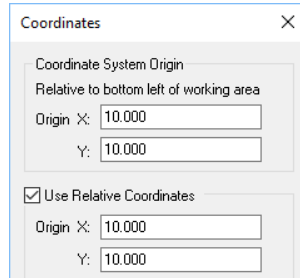 Coordinates
Coordinate System Origin
Relative to bottom left of working area
Origin X: 10.000
Y: 10.000
Use Relative Coordinates
Origin X: 10.000
Y: 10.000